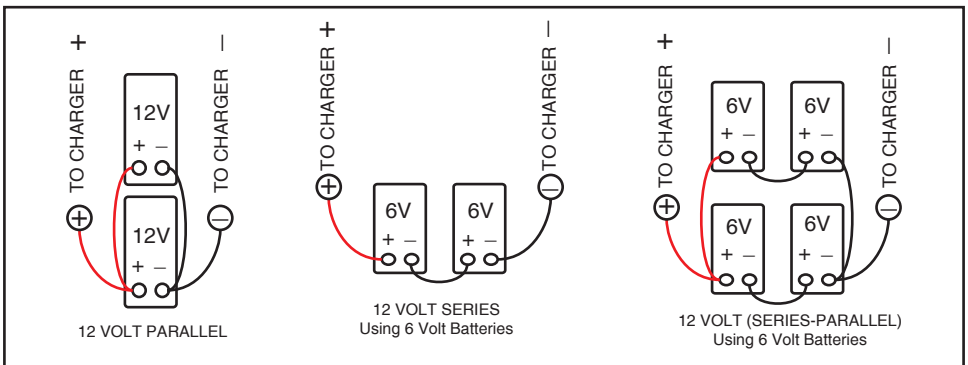 TO CHARGER +
12V
+ –
12V
+ –
+
TO CHARGER –
–
12 VOLT PARALLEL
TO CHARGER +
+
6V
+ –
6V
+ –
TO CHARGER –
–
12 VOLT SERIES
Using 6 Volt Batteries
TO CHARGER +
+
6V
+ –
6V
+ –
6V
+ –
6V
+ –
TO CHARGER –
–
12 VOLT (SERIES-PARALLEL)
Using 6 Volt Batteries